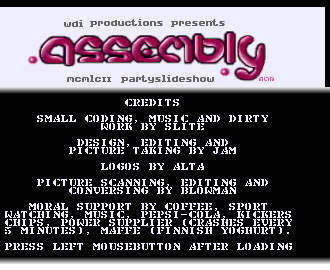 wdi productions presents
assembly
mcmlcii partyslideshow
CREDITS
SMALL CODING, MUSIC AND DIRTY
WORK BY SLITE
DESIGN, EDITING AND
PICTURE TAKING BY JAM
LOGOS BY ALTA
PICTURE SCANNING, EDITING AND
CONVERSING BY BLOWMAN
MORAL SUPPORT BY COFFEE, SPORT
WATCHING, MUSIC, PEPSI-COLA, KICKERS
CHIPS, POWER SUPPLIER (CRASHES EVERY
5 MINUTES), MAFFE (FINNISH YOGHURT).
PRESS LEFT MOUSEBUTTON AFTER LOADING